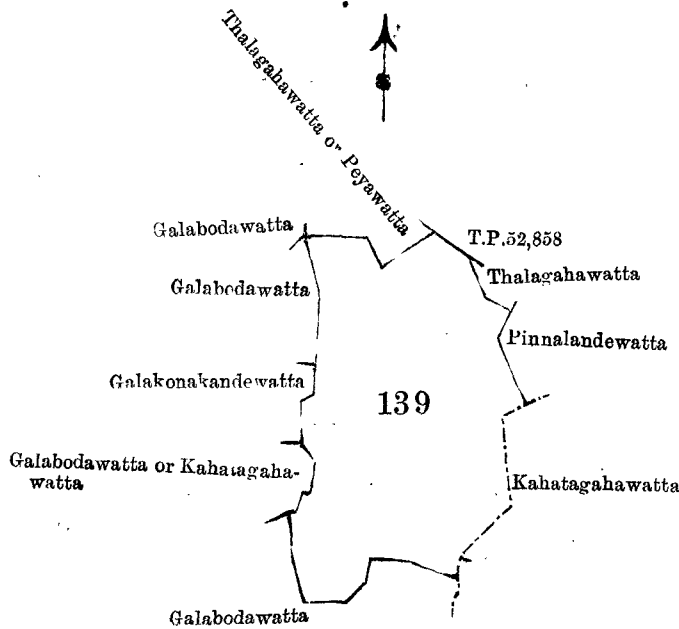 Thalagahawatta or Peyawatta
Galabodawatta
T.P.52,858
Thalagahawatta
Galabodawatta
Pinnalandewatta
Galakonakandewatta
139
Galabodawatta or Kahatagaha-
watta
Kahatagahawatta
Galabodawatta